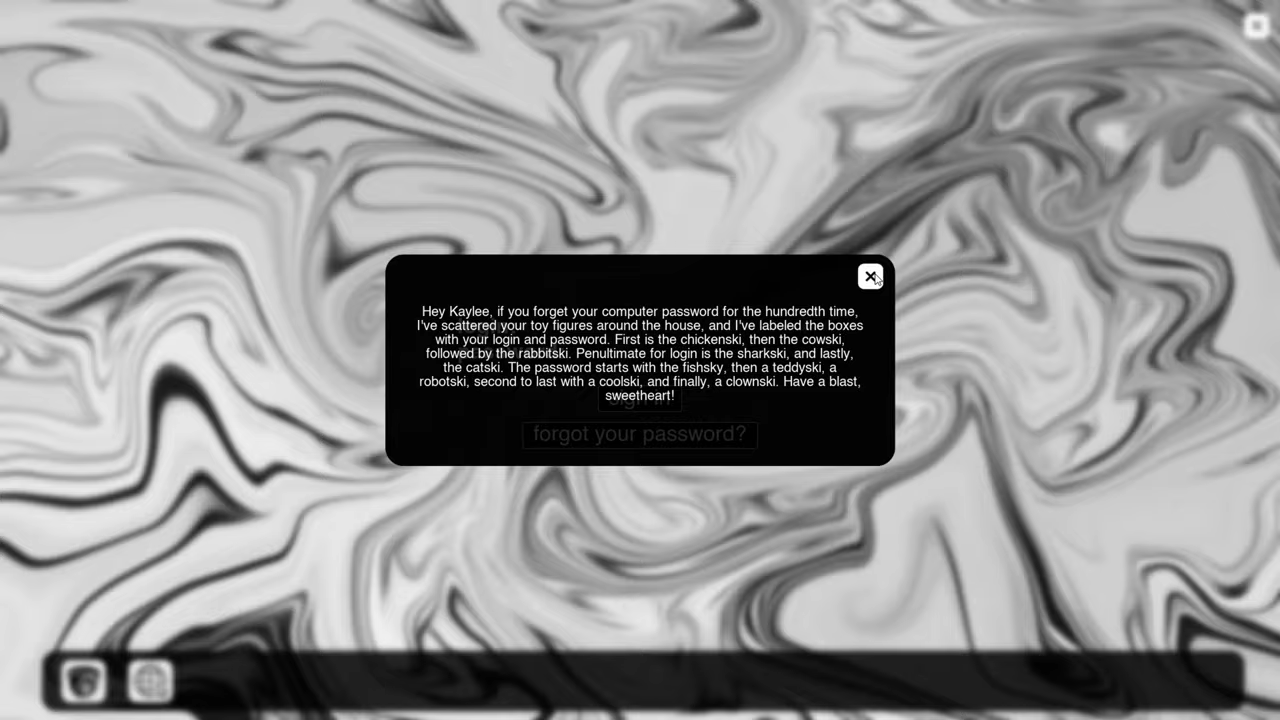 Hey Kaylee, if you forget your computer password for the hundredth time,
I've scattered your toy figures around the house, and I've labeled the boxes
with your login and password. First is the chickenski, then the cowski,
followed by the rabbitski. Penultimate for login is the sharkski, and lastly,
the catski. The password starts with the fishsky, then a teddyski, a
robotski, second to last with a coolski, and finally, a clownski. Have a blast,
sweetheart!
sign in
forgot your password?